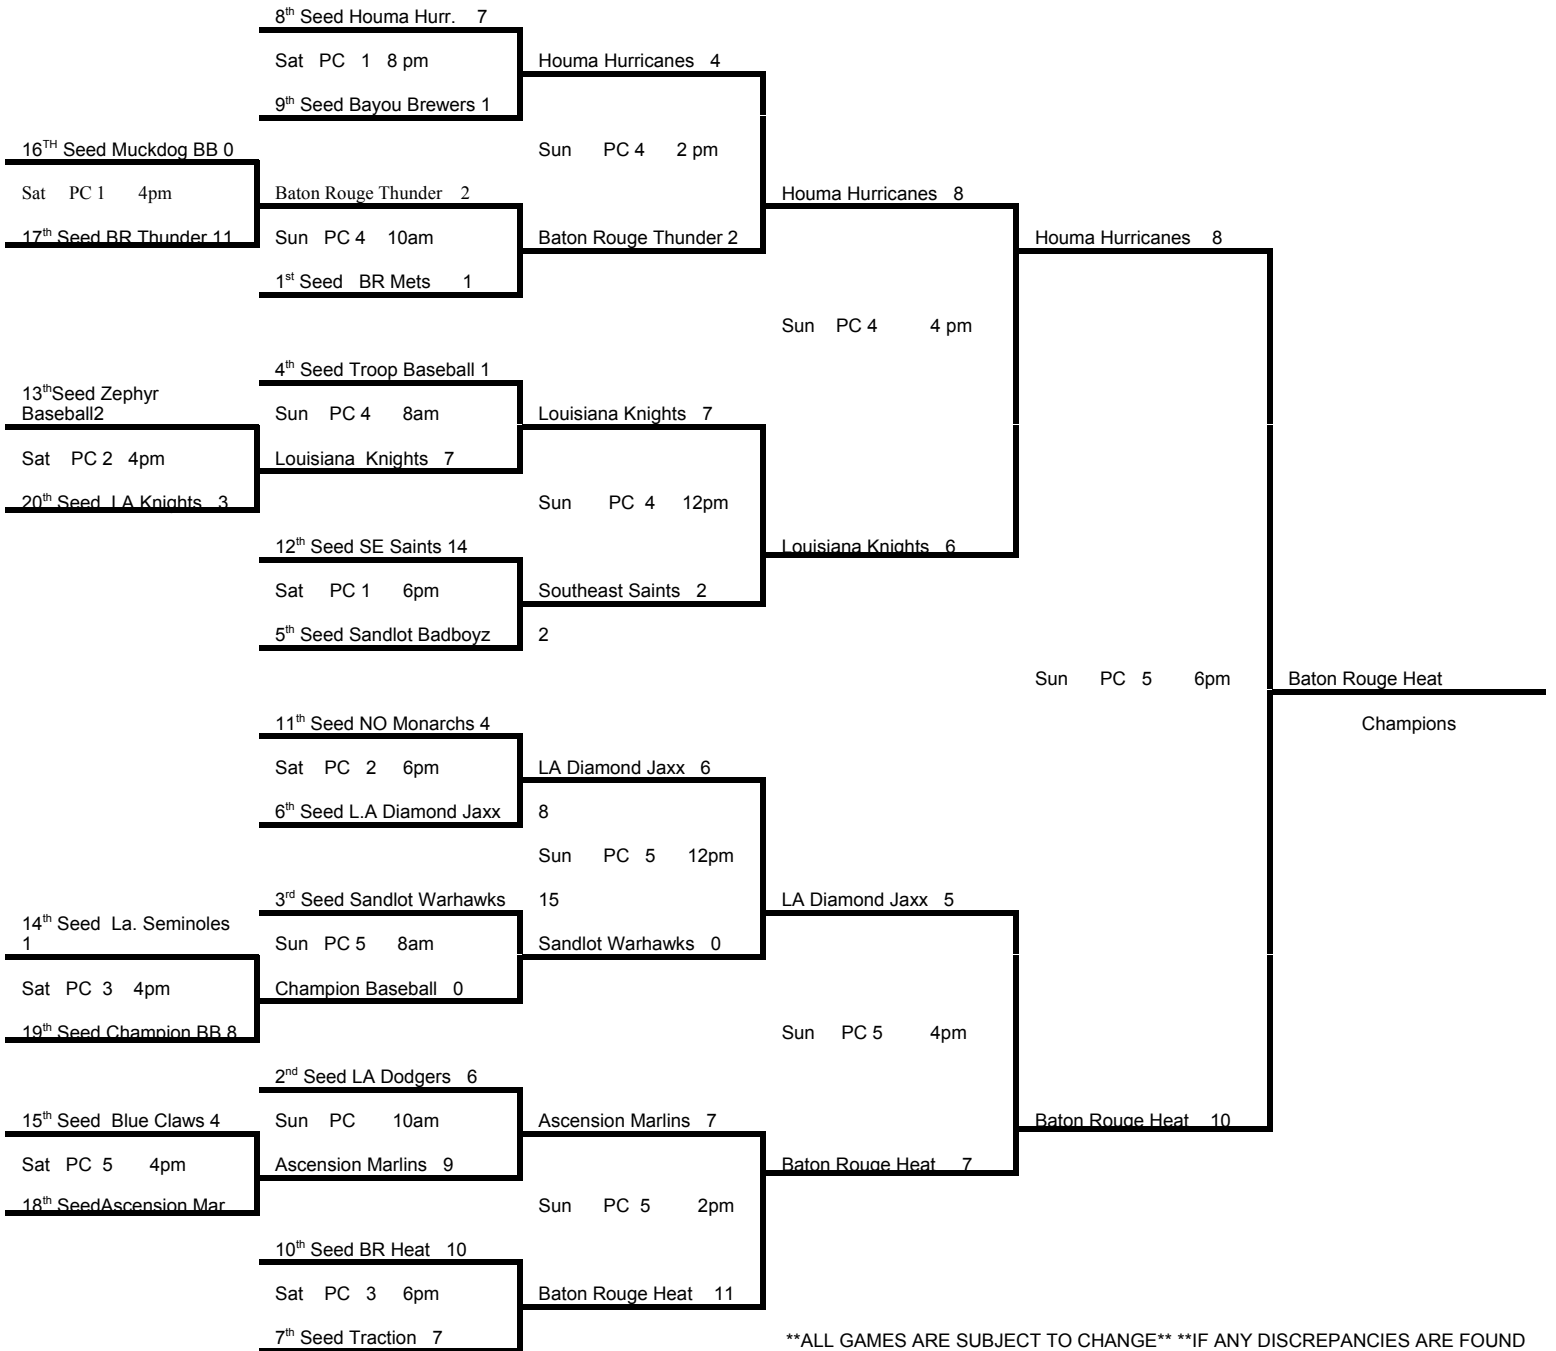 8th Seed Houma Hurr. 7
Sat PC 1 8 pm
Houma Hurricanes 4
9th Seed Bayou Brewers 1
16TH Seed Muckdog BB 0
Sun PC 4 2 pm
Sat PC 1 4pm
Baton Rouge Thunder 2
Houma Hurricanes 8
17th Seed BR Thunder 11
Sun PC 4 10am
Baton Rouge Thunder 2
Houma Hurricanes 8
1st Seed BR Mets 1
Sun PC 4 4 pm
4th Seed Troop Baseball 1
13thSeed Zephyr
Baseball2
Sun PC 4 8am
Louisiana Knights 7
Sat PC 2 4pm
Louisiana Knights 7
20th Seed LA Knights 3
Sun PC 4 12pm
12th Seed SE Saints 14
Louisiana Knights 6
Sat PC 1 6pm
Southeast Saints 2
5th Seed Sandlot Badboyz 2
Sun PC 5 6pm
Baton Rouge Heat
11th Seed NO Monarchs 4
Champions
Sat PC 2 6pm
LA Diamond Jaxx 6
6th Seed L.A Diamond Jaxx 8
Sun PC 5 12pm
3rd Seed Sandlot Warhawks 15
LA Diamond Jaxx 5
14th Seed La. Seminoles
1
Sun PC 5 8am
Sandlot Warhawks 0
Sat PC 3 4pm
Champion Baseball 0
19th Seed Champion BB 8
Sun PC 5 4pm
2nd Seed LA Dodgers 6
15th Seed Blue Claws 4
Sun PC 10am
Ascension Marlins 7
Baton Rouge Heat 10
Sat PC 5 4pm
Ascension Marlins 9
Baton Rouge Heat 7
18th SeedAscension Mar
Sun PC 5 2pm
10th Seed BR Heat 10
Sat PC 3 6pm
Baton Rouge Heat 11
7th Seed Traction 7
**ALL GAMES ARE SUBJECT TO CHANGE** **IF ANY DISCREPANCIES ARE FOUND